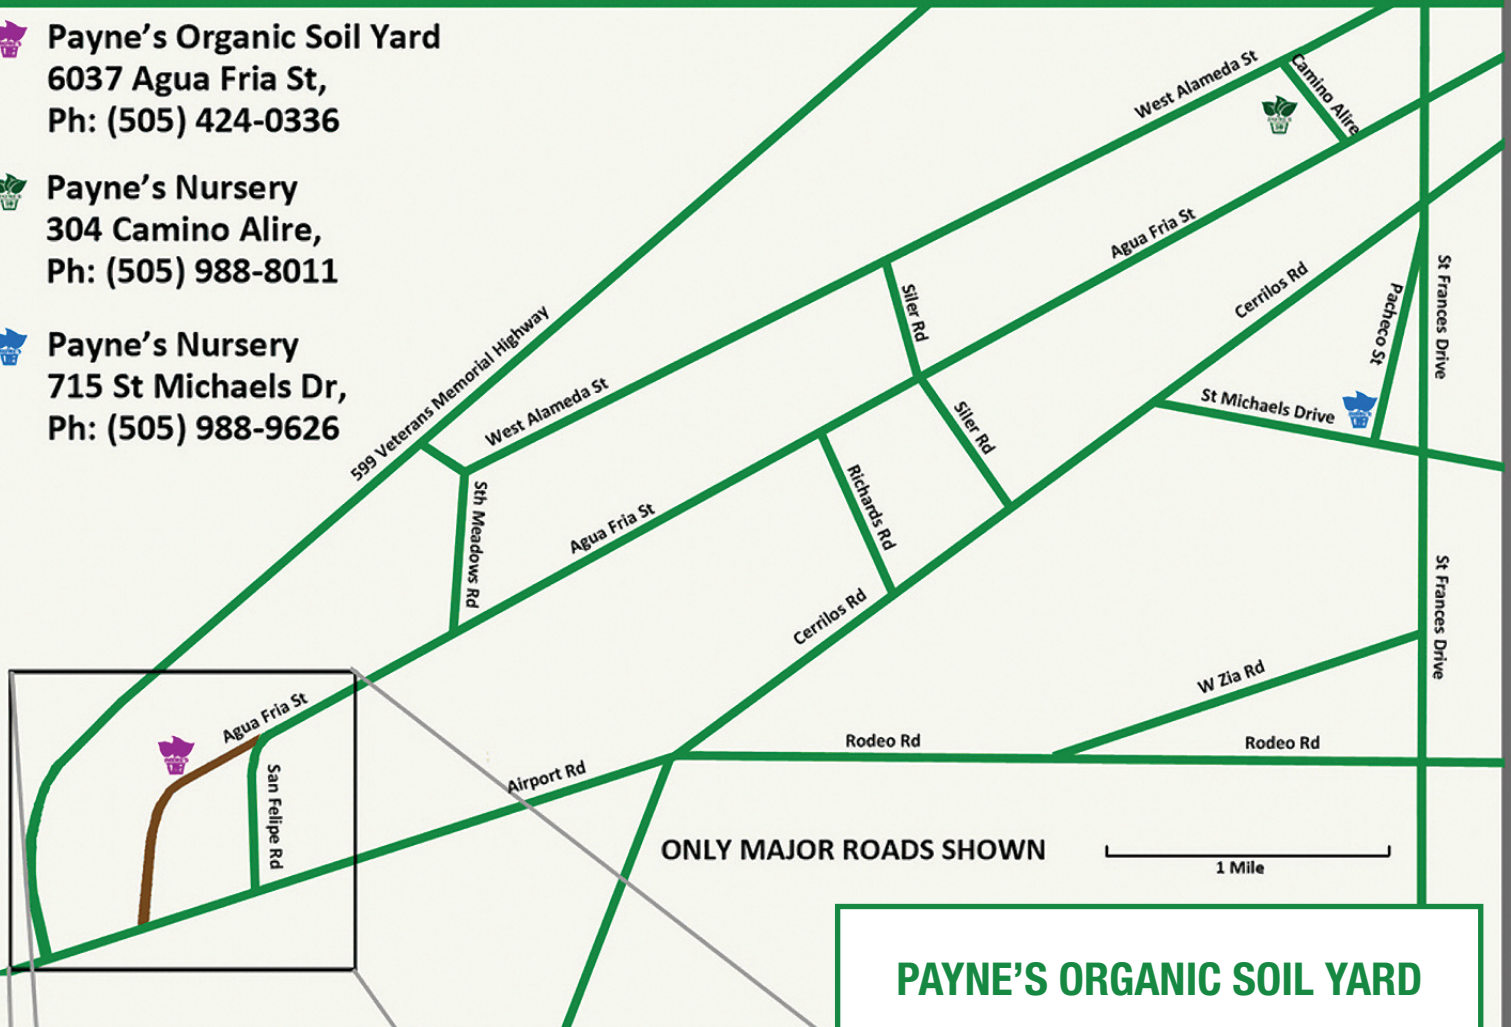 Payne's Organic Soil Yard
6037 Agua Fria St,
Ph: (505) 424-0336
Payne's Nursery
304 Camino Alire,
Ph: (505) 988-8011
Payne's Nursery
715 St Michaels Dr,
Ph: (505) 988-9626
599 Veterans Memorial Highway
West Alameda St
West Alameda St
Camino Alire
Agua Fria St
Agua Fria St
Agua Fria St
Siler Rd
Siler Rd
Cerrilos Rd
Cerrilos Rd
Pacheco St
St Frances Drive
St Frances Drive
St Michaels Drive
Sth Meadows Rd
Richards Rd
W Zia Rd
Rodeo Rd
Rodeo Rd
Airport Rd
San Felipe Rd
ONLY MAJOR ROADS SHOWN
1 Mile
PAYNE'S ORGANIC SOIL YARD